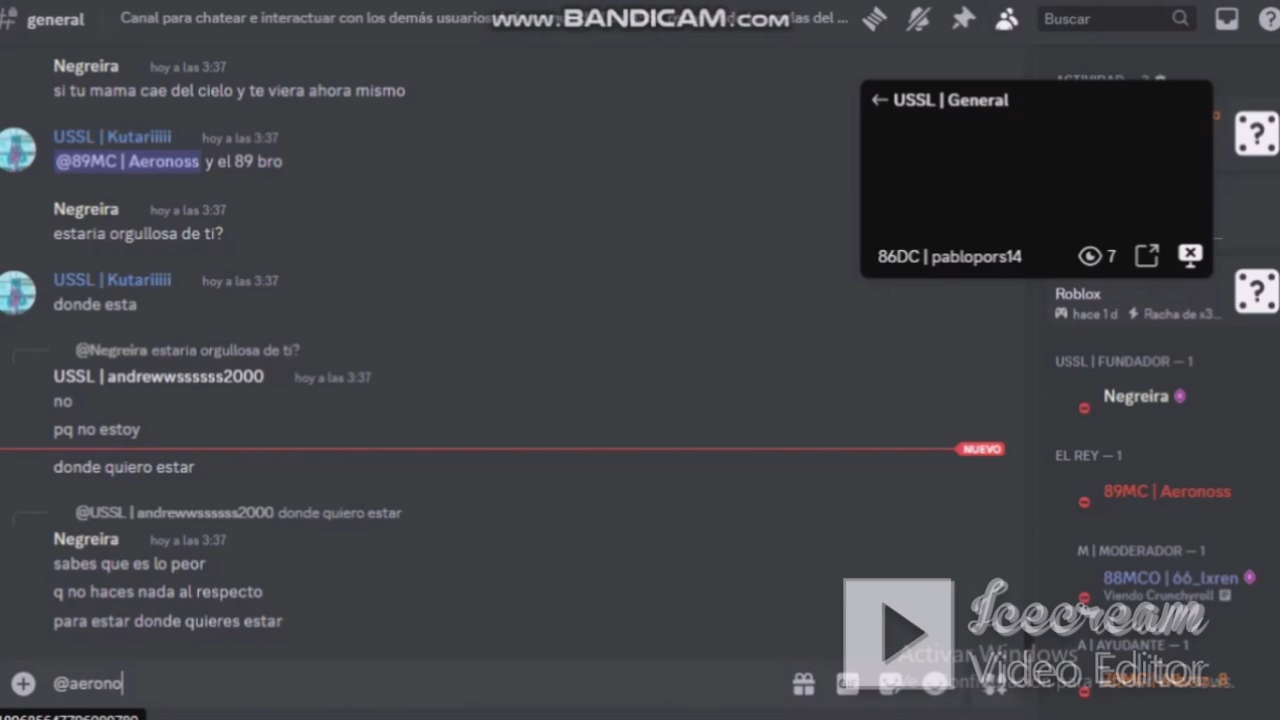 general
Canal para chatear e interactuar con los demás usuarios
las del ...
www.BANDICAM.com
Buscar
Negreira hoy a las 3:37
si tu mama cae del cielo y te viera ahora mismo
USSL | Kutariiiii hoy a las 3:37
@89MC | Aeronoss y el 89 bro
Negreira hoy a las 3:37
estaria orgullosa de ti?
USSL | Kutariiiii hoy a las 3:37
donde esta
@Negreira estaria orgullosa de ti?
USSL | andrewwssssss2000 hoy a las 3:37
no
pq no estoy
NUEVO
donde quiero estar
@USSL | andrewwssssss2000 donde quiero estar
Negreira hoy a las 3:37
sabes que es lo peor
q no haces nada al respecto
para estar donde quieres estar
@aerono
← USSL | General
86DC | pablopors14 7
Roblox
hace 1 d Racha de x3...
USSL | FUNDADOR — 1
Negreira
EL REY — 1
89MC | Aeronoss
M | MODERADOR — 1
88MCO | 66_lxren
Viendo Crunchyroll
A | AYUDANTE — 1
Activar Windows
Icecream
Video Editor